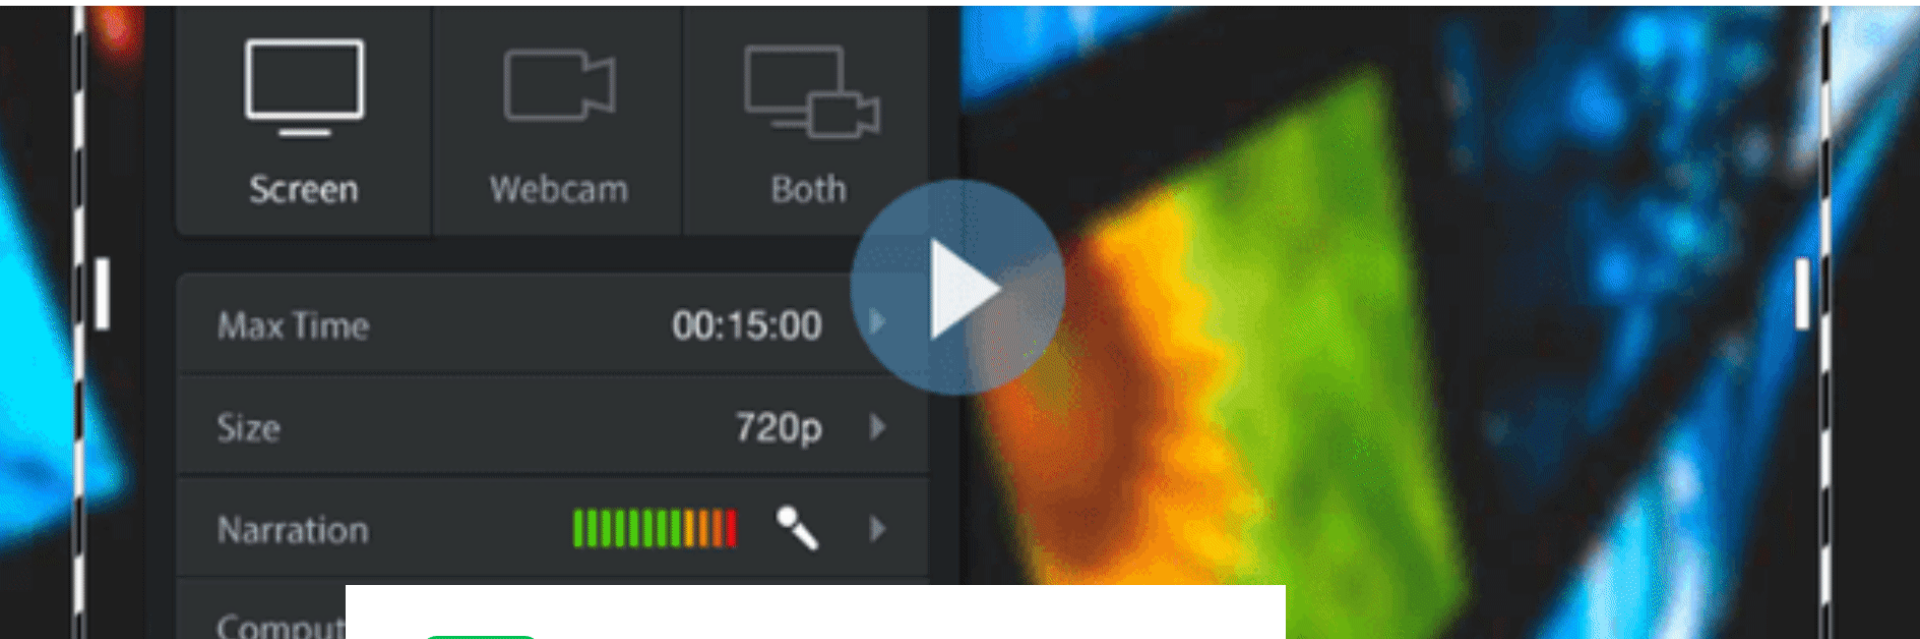 Screen Webcam Both
Max Time 00:15:00
Size 720p
Narration